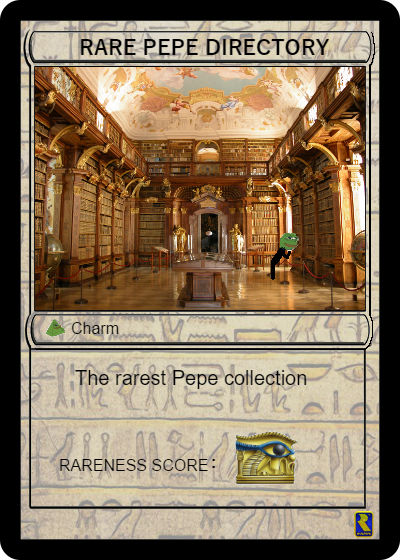 RARE PEPE DIRECTORY
Charm
The rarest Pepe collection
RARENESS SCORE: